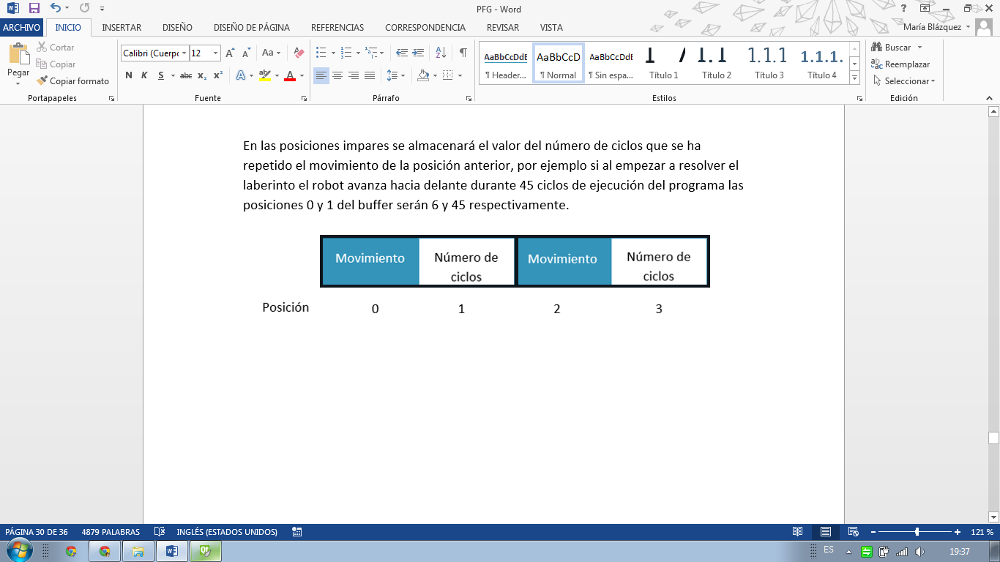 PFG - Word
ARCHIVO INICIO INSERTAR DISEÑO DISEÑO DE PÁGINA REFERENCIAS CORRESPONDENCIA REVISAR VISTA María Blázquez
Pegar
Cortar
Copiar
Copiar formato
Portapapeles
Calibri (Cuerpo 12
N K S abc x₂ x²
Fuente
Párrafo
AaBbCcDdE AaBbCcD AaBbCcDdE 1. 1 1.1.1 1.1.1.
¶ Header... ¶ Normal ¶ Sin espa... Título 1 Título 2 Título 3 Título 4
Estilos
Buscar
Reemplazar
Seleccionar
Edición
En las posiciones impares se almacenará el valor del número de ciclos que se ha
repetido el movimiento de la posición anterior, por ejemplo si al empezar a resolver el
laberinto el robot avanza hacia delante durante 45 ciclos de ejecución del programa las
posiciones 0 y 1 del buffer serán 6 y 45 respectivamente.
Movimiento Número de ciclos Movimiento Número de ciclos
Posición 0 1 2 3
PÁGINA 30 DE 36 4879 PALABRAS INGLÉS (ESTADOS UNIDOS) 121 %
ES 19:37